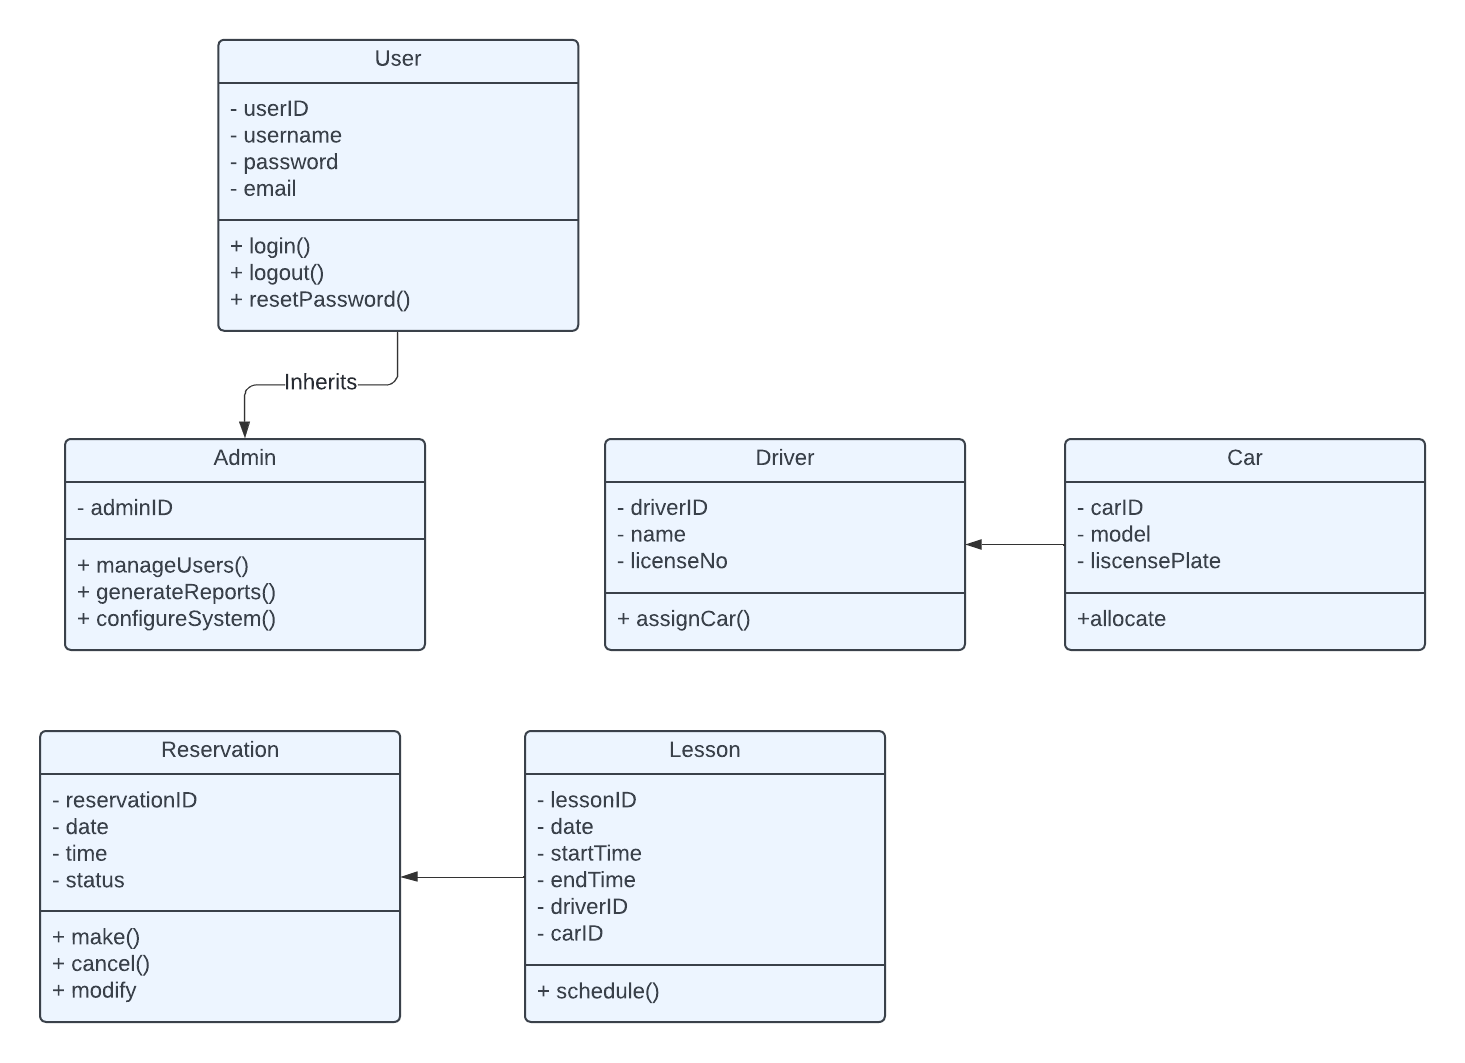 User
- userID
- username
- password
- email
+ login()
+ logout()
+ resetPassword()
Inherits
Admin
- adminID
+ manageUsers()
+ generateReports()
+ configureSystem()
Driver
- driverID
- name
- licenseNo
+ assignCar()
Car
- carID
- model
- liscensePlate
+allocate
Reservation
- reservationID
- date
- time
- status
+ make()
+ cancel()
+ modify
Lesson
- lessonID
- date
- startTime
- endTime
- driverID
- carID
+ schedule()